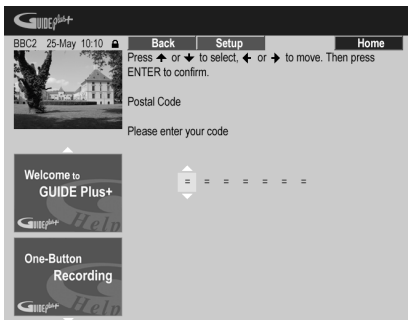 GUIDE Plus+
BBC2 25-May 10:10
Back Setup Home
Press ↑ or ↓ to select, ← or → to move. Then press
ENTER to confirm.
Postal Code
Please enter your code
= = = = = = =
Welcome to
GUIDE Plus+
GUIDE Plus+ Help
One-Button
Recording
GUIDE Plus+ Help